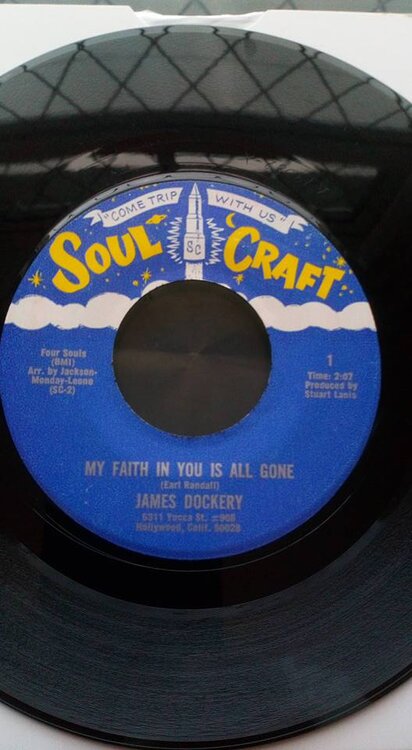 "COME TRIP WITH US"
SOUL CRAFT
SC
Four Souls
(BMI)
Arr. by Jackson-
Monday-Leone
(SC-2)
1
Time: 2:07
Produced by
Stuart Lanis
MY FAITH IN YOU IS ALL GONE
(Earl Randall)
JAMES DOCKERY
6311 Yucca St. #908
Hollywood, Calif. 90028